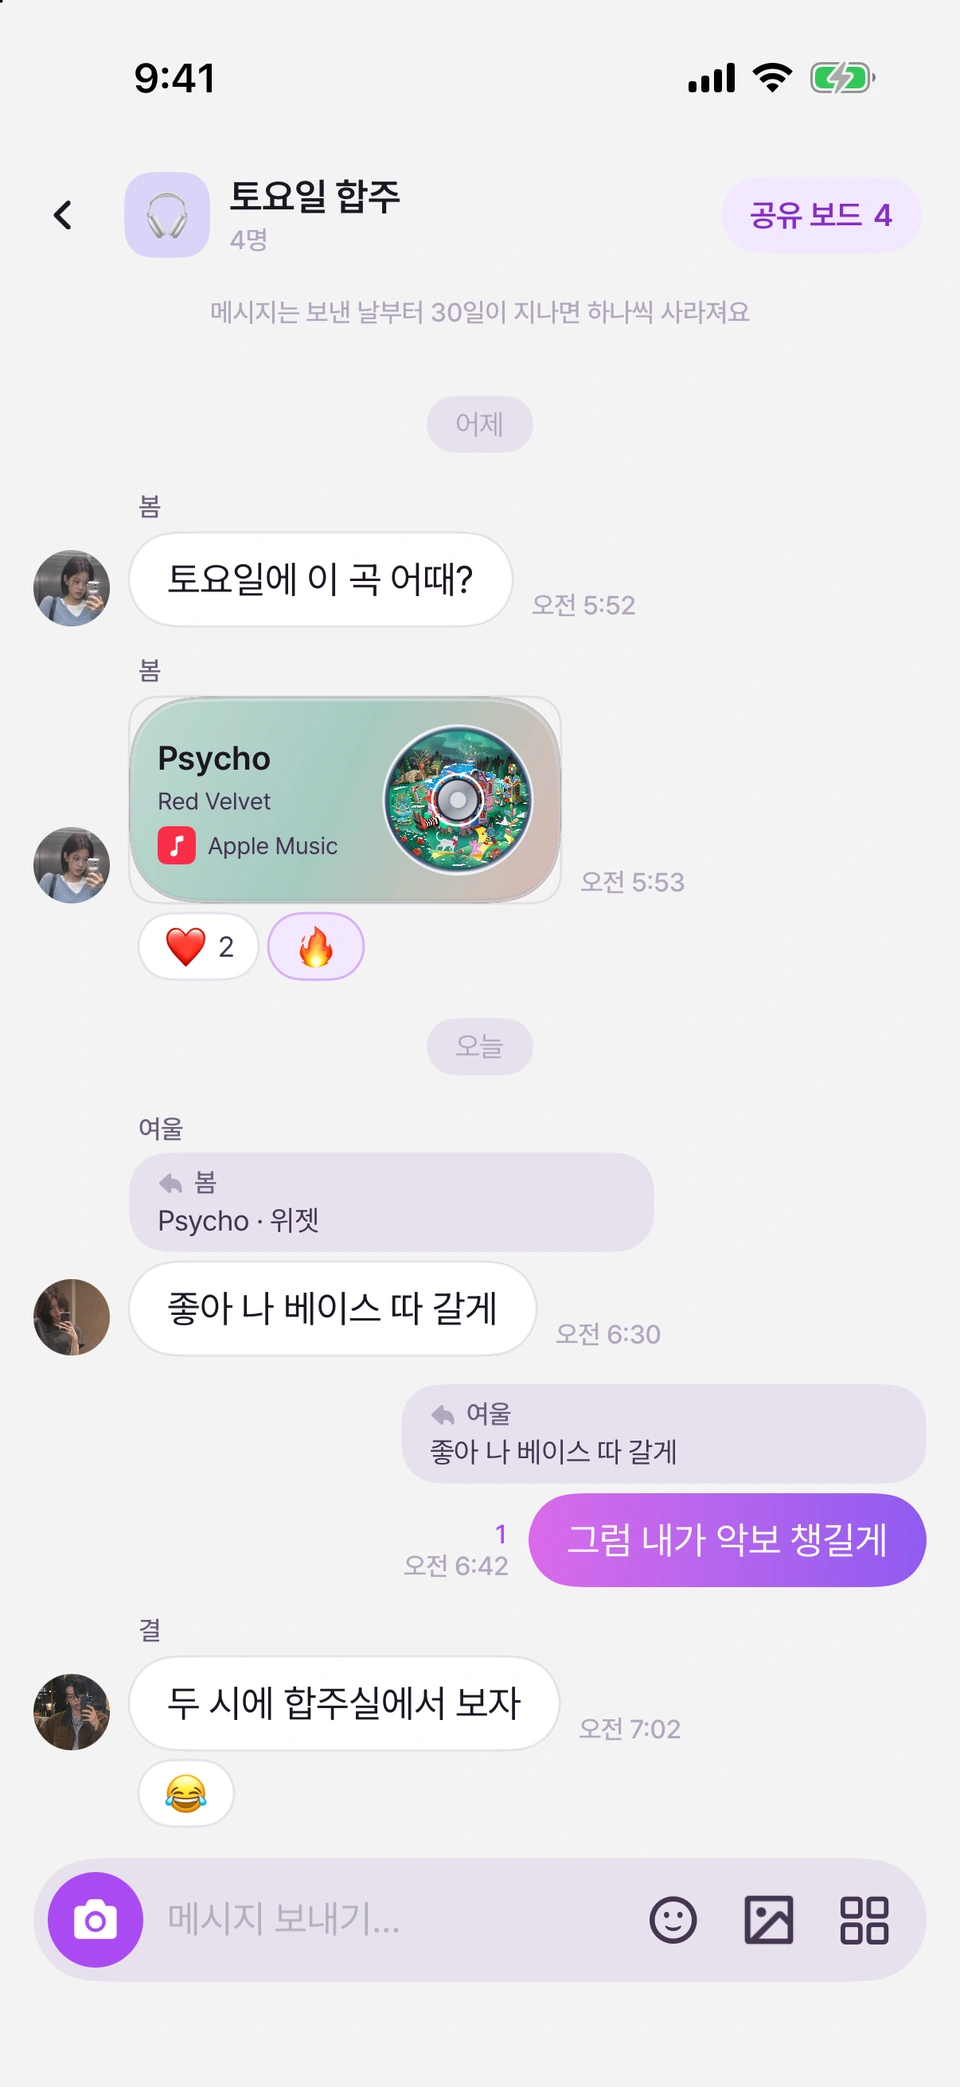 9:41
토요일 합주
4명
공유 보드 4
메시지는 보낸 날부터 30일이 지나면 하나씩 사라져요
어제
봄
토요일에 이 곡 어때?
오전 5:52
봄
Psycho
Red Velvet
Apple Music
오전 5:53
❤️ 2
🔥
오늘
여울
봄
Psycho · 위젯
좋아 나 베이스 따 갈게
오전 6:30
여울
좋아 나 베이스 따 갈게
1
오전 6:42
그럼 내가 악보 챙길게
결
두 시에 합주실에서 보자
오전 7:02
😂
메시지 보내기...